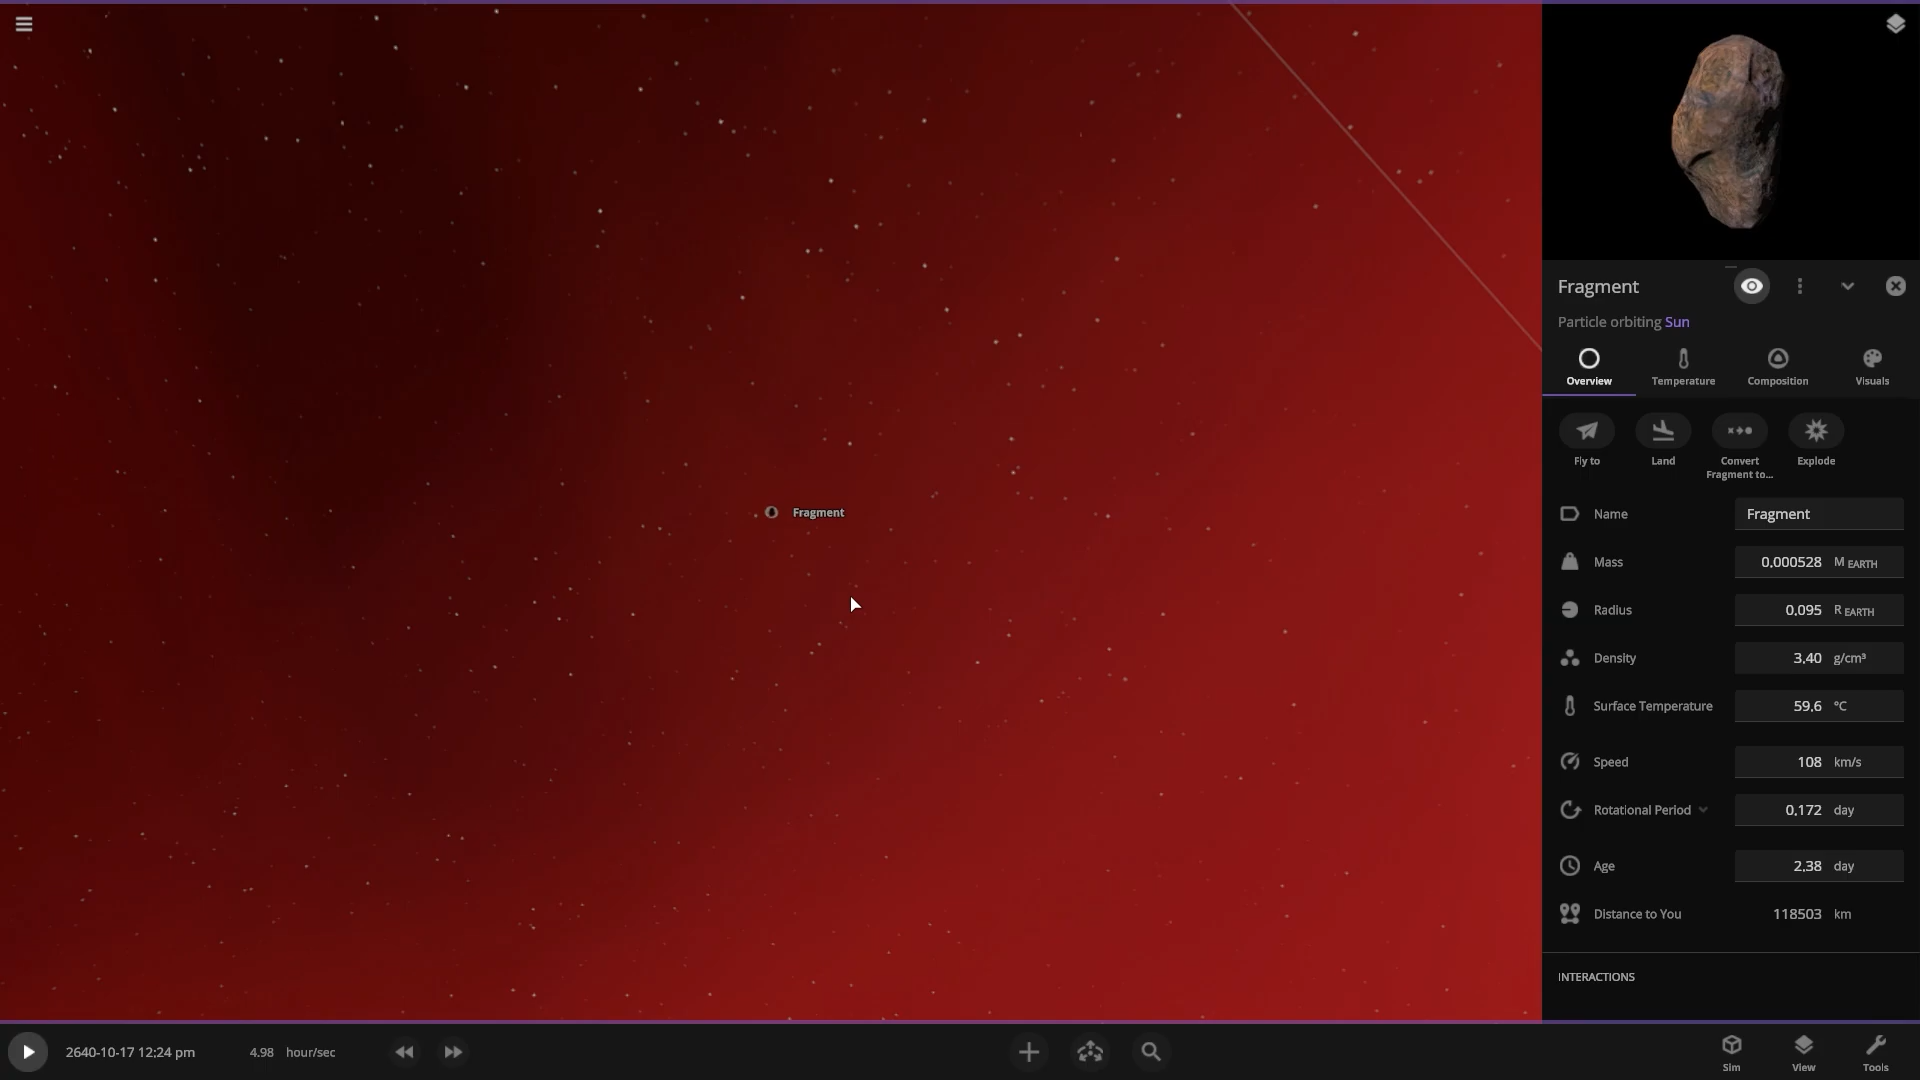 Fragment
Particle orbiting Sun
Overview
Temperature
Composition
Visuals
Fly to
Land
Convert
Fragment to...
Explode
Name Fragment
Mass 0,000528 M EARTH
Radius 0,095 R EARTH
Density 3,40 g/cm³
Surface Temperature 59,6 °C
Speed 108 km/s
Rotational Period 0,172 day
Age 2,38 day
Distance to You 118503 km
INTERACTIONS
Fragment
2640-10-17 12:24 pm 4.98 hour/sec
Sim
View
Tools